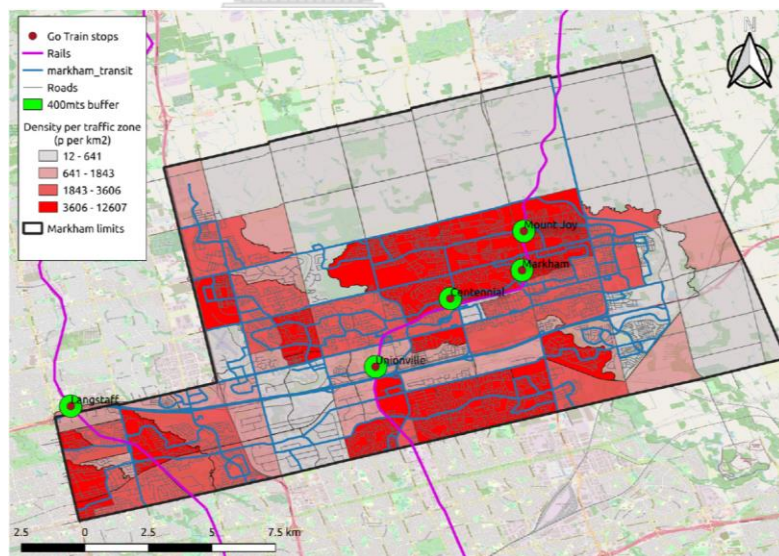 N
Go Train stops
Rails
markham_transit
Roads
400mts buffer
Density per traffic zone
(p per km2)
12 - 641
641 - 1843
1843 - 3606
3606 - 12607
Markham limits
Mount Joy
Markham
Centennial
Unionville
Langstaff
2.5 0 2.5 5 7.5 km